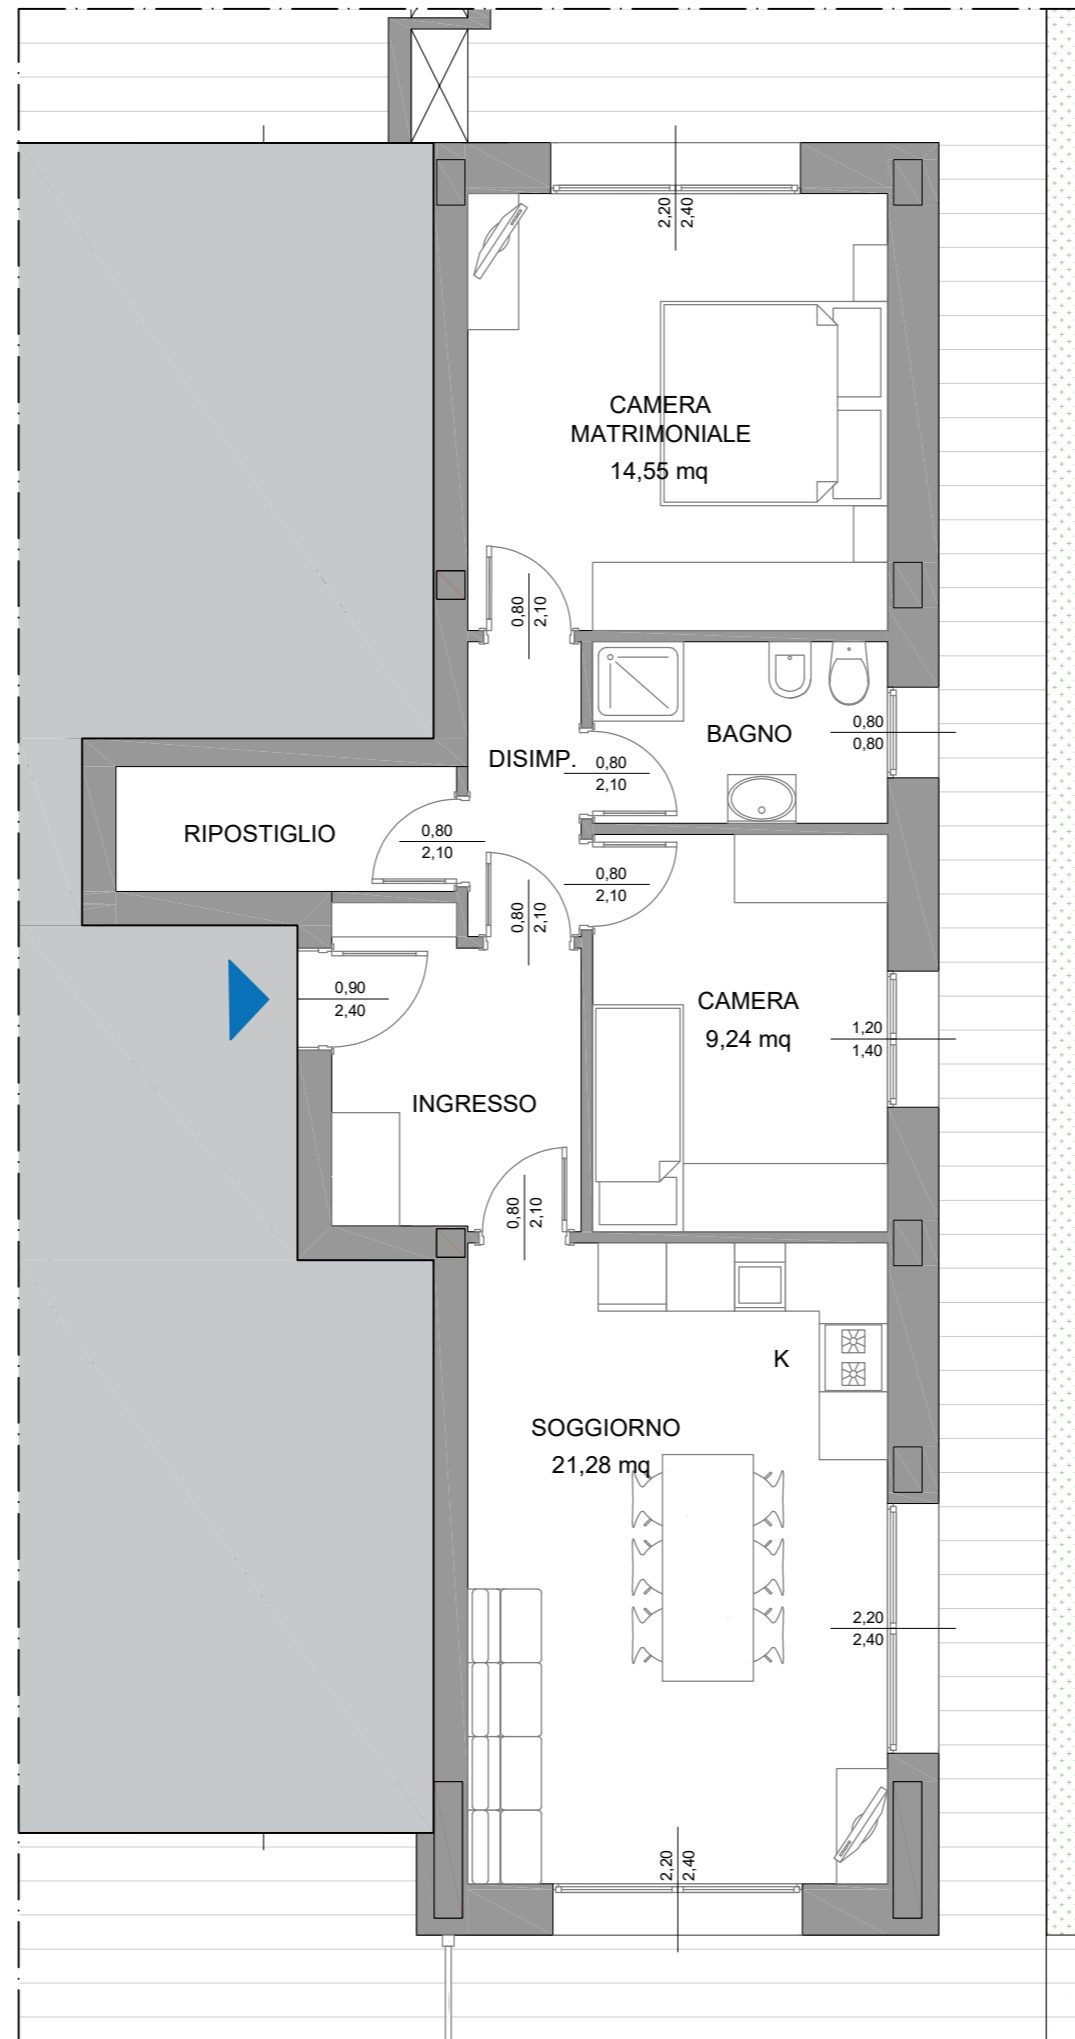 2,20
2,40
CAMERA
MATRIMONIALE
14,55 mq
0,80
2,10
BAGNO
0,80
0,80
DISIMP.
0,80
2,10
RIPOSTIGLIO
0,80
2,10
0,80
2,10
0,80
2,10
0,90
2,40
CAMERA
9,24 mq
1,20
1,40
INGRESSO
0,80
2,10
K
SOGGIORNO
21,28 mq
2,20
2,40
2,20
2,40